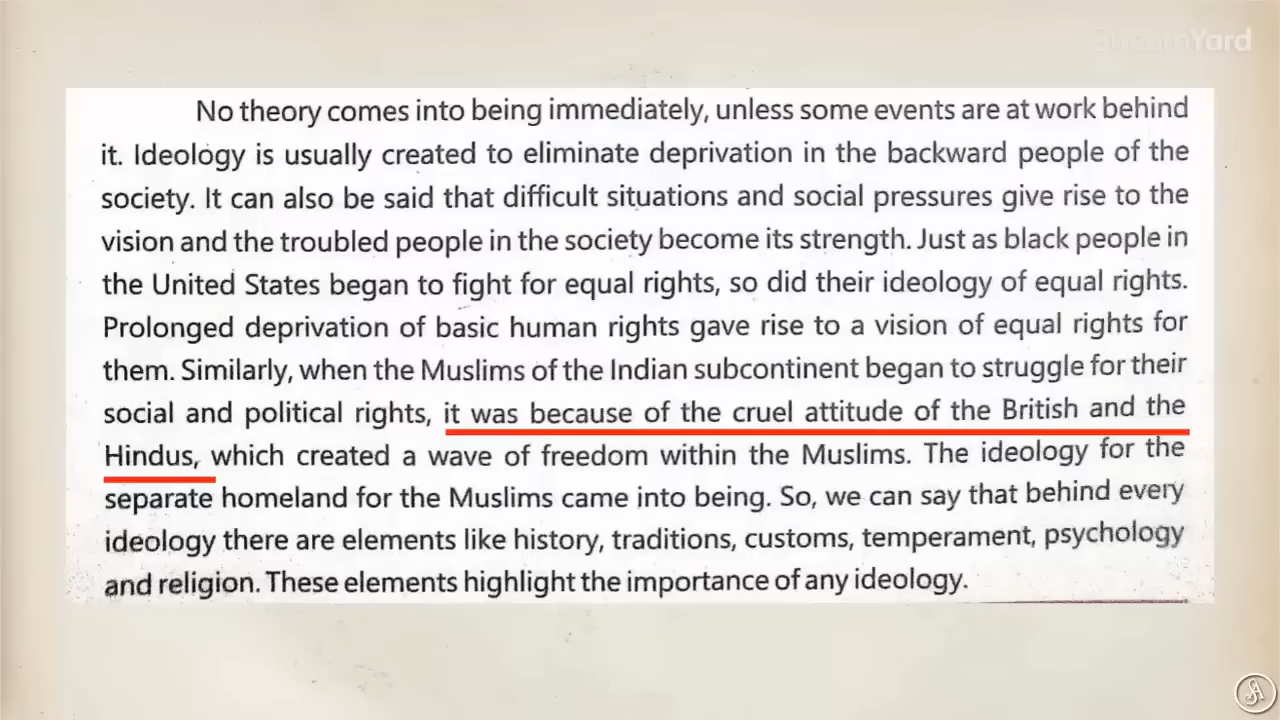 StreamYard
No theory comes into being immediately, unless some events are at work behind
it. Ideology is usually created to eliminate deprivation in the backward people of the
society. It can also be said that difficult situations and social pressures give rise to the
vision and the troubled people in the society become its strength. Just as black people in
the United States began to fight for equal rights, so did their ideology of equal rights.
Prolonged deprivation of basic human rights gave rise to a vision of equal rights for
them. Similarly, when the Muslims of the Indian subcontinent began to struggle for their
social and political rights, it was because of the cruel attitude of the British and the
Hindus, which created a wave of freedom within the Muslims. The ideology for the
separate homeland for the Muslims came into being. So, we can say that behind every
ideology there are elements like history, traditions, customs, temperament, psychology
and religion. These elements highlight the importance of any ideology.